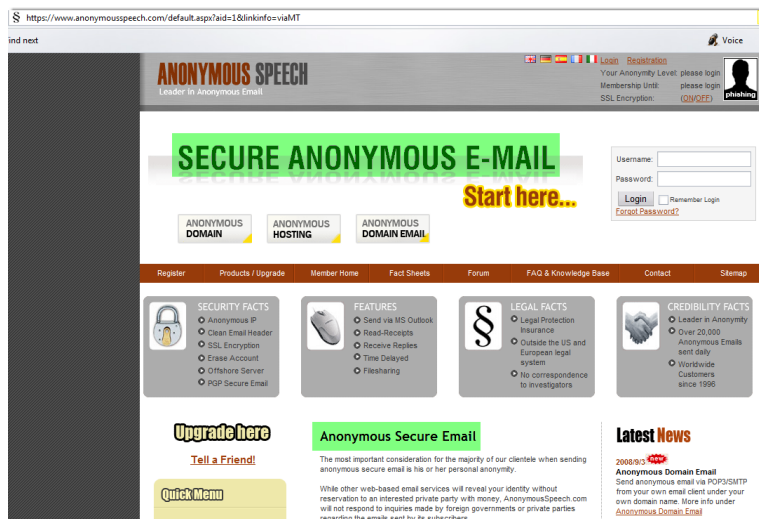 § https://www.anonymousspeech.com/default.aspx?aid=1&linkinfo=viaMT
ind next
Voice
ANONYMOUS SPEECH
Leader in Anonymous Email
Login Registration
Your Anonymity Level: please login
Membership Until: please login
SSL Encryption: (ON/OFF)
phishing
SECURE ANONYMOUS E-MAIL
Start here...
Username:
Password:
Login Remember Login
Forgot Password?
ANONYMOUS DOMAIN
ANONYMOUS HOSTING
ANONYMOUS DOMAIN EMAIL
Register Products / Upgrade Member Home Fact Sheets Forum FAQ & Knowledge Base Contact Sitemap
SECURITY FACTS
Anonymous IP
Clean Email Header
SSL Encryption
Erase Account
Offshore Server
PGP Secure Email
FEATURES
Send via MS Outlook
Read-Receipts
Receive Replies
Time Delayed
Filesharing
§
LEGAL FACTS
Legal Protection
Insurance
Outside the US and
European legal
system
No correspondence
to investigators
CREDIBILITY FACTS
Leader in Anonymity
Over 20,000
Anonymous Emails
sent daily
Worldwide
Customers
since 1996
Upgrade here
Tell a Friend!
Quick Menu
Anonymous Secure Email
The most important consideration for the majority of our clientele when sending
anonymous secure email is his or her personal anonymity.
While other web-based email services will reveal your identity without
reservation to an interested private party with money, AnonymousSpeech.com
will not respond to inquiries made by foreign governments or private parties
regarding the emails sent by its subscribers.
Latest News
2008/9/3 new
Anonymous Domain Email
Send anonymous email via POP3/SMTP
from your own email client under your
own domain name. More info under
Anonymous Domain Email